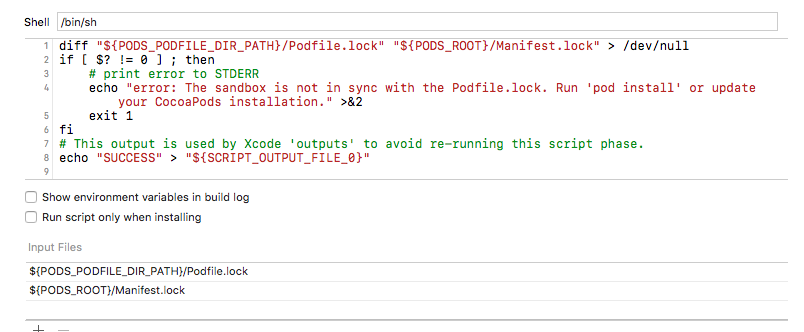 Shell /bin/sh
1 diff "${PODS_PODFILE_DIR_PATH}/Podfile.lock" "${PODS_ROOT}/Manifest.lock" > /dev/null
2 if [ $? != 0 ] ; then
3     # print error to STDERR
4     echo "error: The sandbox is not in sync with the Podfile.lock. Run 'pod install' or update
your CocoaPods installation." >&2
5     exit 1
6 fi
7 # This output is used by Xcode 'outputs' to avoid re-running this script phase.
8 echo "SUCCESS" > "${SCRIPT_OUTPUT_FILE_0}"
9
Show environment variables in build log
Run script only when installing
Input Files
${PODS_PODFILE_DIR_PATH}/Podfile.lock
${PODS_ROOT}/Manifest.lock